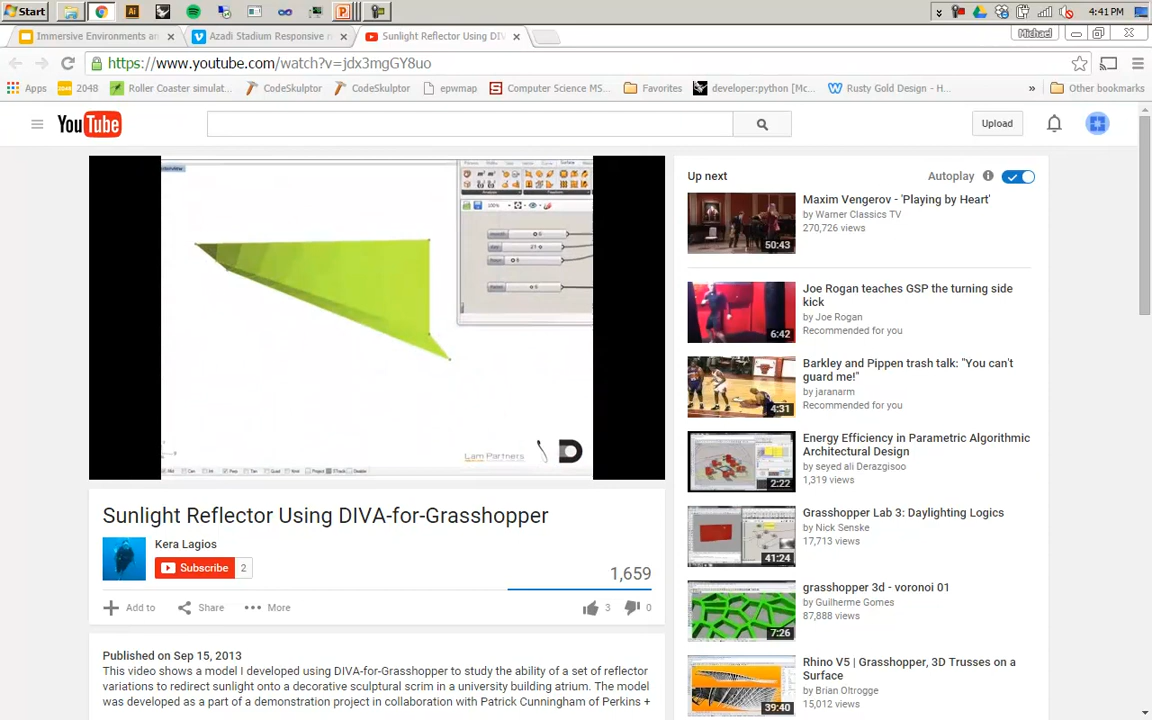 Start
4:41 PM
Immersive Environments an
Azadi Stadium Responsive r
Sunlight Reflector Using DIV
Michael
https://www.youtube.com/watch?v=jdx3mgGY8uo
Apps
2048
Roller Coaster simulat...
CodeSkulptor
CodeSkulptor
epwmap
Computer Science MS...
Favorites
developer:python [Mc...
Rusty Gold Design - H...
»
Other bookmarks
YouTube
Upload
Lam Partners
Sunlight Reflector Using DIVA-for-Grasshopper
Kera Lagios
Subscribe 2
1,659
Add to
Share
More
3
0
Published on Sep 15, 2013
This video shows a model I developed using DIVA-for-Grasshopper to study the ability of a set of reflector
variations to redirect sunlight onto a decorative sculptural scrim in a university building atrium. The model
was developed as a part of a demonstration project in collaboration with Patrick Cunningham of Perkins +
Up next
Autoplay
Maxim Vengerov - 'Playing by Heart'
by Warner Classics TV
270,726 views
50:43
Joe Rogan teaches GSP the turning side
kick
by Joe Rogan
Recommended for you
6:42
Barkley and Pippen trash talk: "You can't
guard me!"
by jaranarm
Recommended for you
4:31
Energy Efficiency in Parametric Algorithmic
Architectural Design
by seyed ali Derazgisoo
1,319 views
2:22
Grasshopper Lab 3: Daylighting Logics
by Nick Senske
17,713 views
41:24
grasshopper 3d - voronoi 01
by Guilherme Gomes
87,888 views
7:26
Rhino V5 | Grasshopper, 3D Trusses on a
Surface
by Brian Oltrogge
15,012 views
39:40